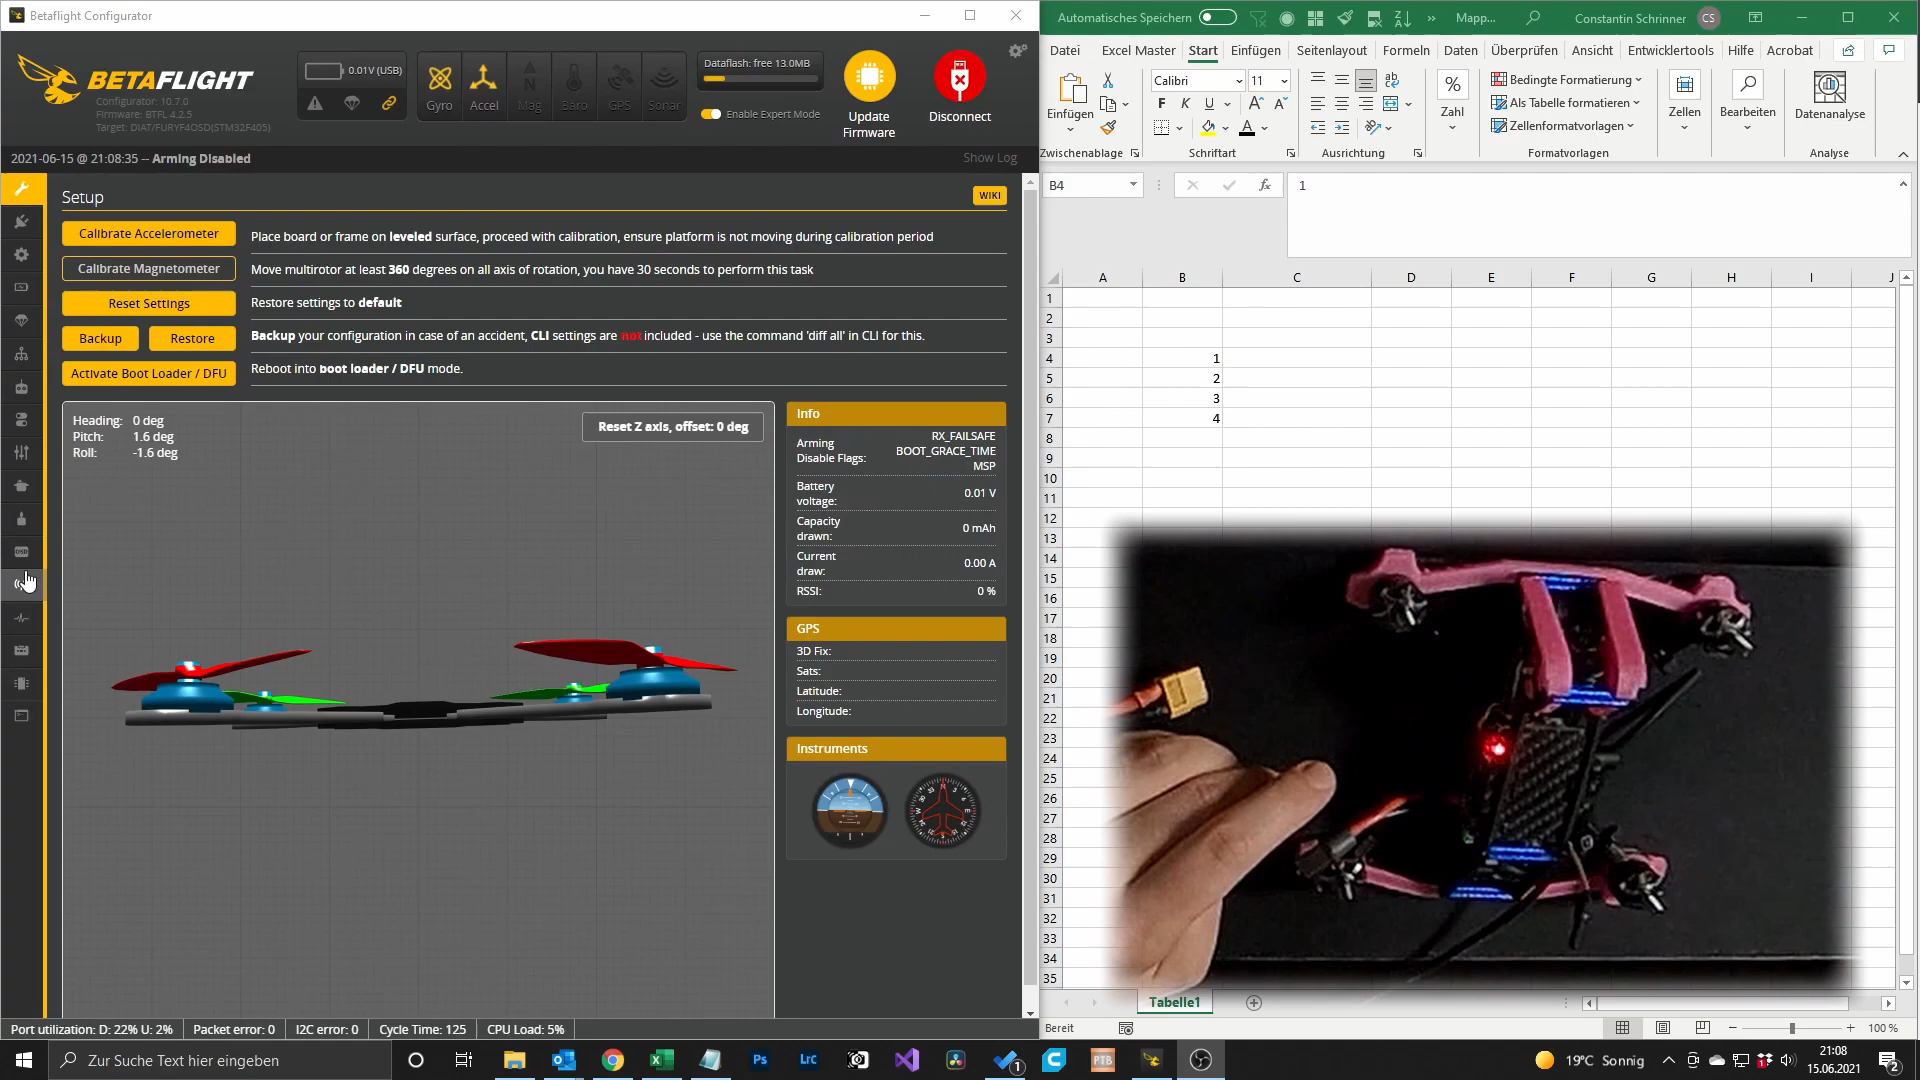 Betaflight Configurator
BETAFLIGHT
Configurator: 10.7.0
Firmware: BTFL 4.2.5
Target: DIAT/FURYF4OSD(STM32F405)
0.01V (USB)
Gyro
Accel
Mag
Baro
GPS
Sonar
Dataflash: free 13.0MB
Enable Expert Mode
Update
Firmware
Disconnect
2021-06-15 @ 21:08:35 -- Arming Disabled
Show Log
Setup
WIKI
Calibrate Accelerometer
Place board or frame on leveled surface, proceed with calibration, ensure platform is not moving during calibration period
Calibrate Magnetometer
Move multirotor at least 360 degrees on all axis of rotation, you have 30 seconds to perform this task
Reset Settings
Restore settings to default
Backup
Restore
Backup your configuration in case of an accident, CLI settings are not included - use the command 'diff all' in CLI for this.
Activate Boot Loader / DFU
Reboot into boot loader / DFU mode.
Heading: 0 deg
Pitch: 1.6 deg
Roll: -1.6 deg
Reset Z axis, offset: 0 deg
Info
Arming
Disable Flags:
RX_FAILSAFE
BOOT_GRACE_TIME
MSP
Battery
voltage:
0.01 V
Capacity
drawn:
0 mAh
Current
draw:
0.00 A
RSSI:
0 %
GPS
3D Fix:
Sats:
Latitude:
Longitude:
Instruments
OSD
Port utilization: D: 22% U: 2%
Packet error: 0
I2C error: 0
Cycle Time: 125
CPU Load: 5%
Automatisches Speichern
Mapp...
Constantin Schrinner
CS
Datei
Excel Master
Start
Einfügen
Seitenlayout
Formeln
Daten
Überprüfen
Ansicht
Entwicklertools
Hilfe
Acrobat
Einfügen
Zwischenablage
Calibri
11
F K U
Schriftart
Ausrichtung
%
Zahl
Bedingte Formatierung
Als Tabelle formatieren
Zellenformatvorlagen
Formatvorlagen
Zellen
Bearbeiten
Datenanalyse
Analyse
B4
fx
1
A B C D E F G H I J
1
2
3
4 1
5 2
6 3
7 4
8
9
10
11
12
13
14
15
16
17
18
19
20
21
22
23
24
25
26
27
28
29
30
31
32
33
34
35
Tabelle1
Bereit
100 %
Zur Suche Text hier eingeben
Ps
Lrc
1
PTB
19°C Sonnig
21:08
15.06.2021
2